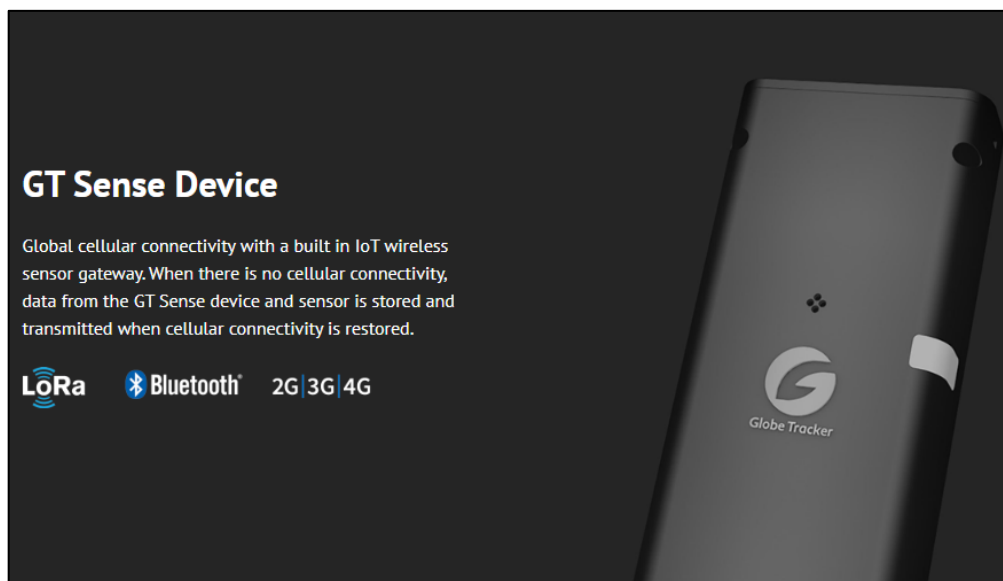 GT Sense Device
Global cellular connectivity with a built in IoT wireless
sensor gateway. When there is no cellular connectivity,
data from the GT Sense device and sensor is stored and
transmitted when cellular connectivity is restored.
LoRa Bluetooth® 2G|3G|4G
Globe Tracker